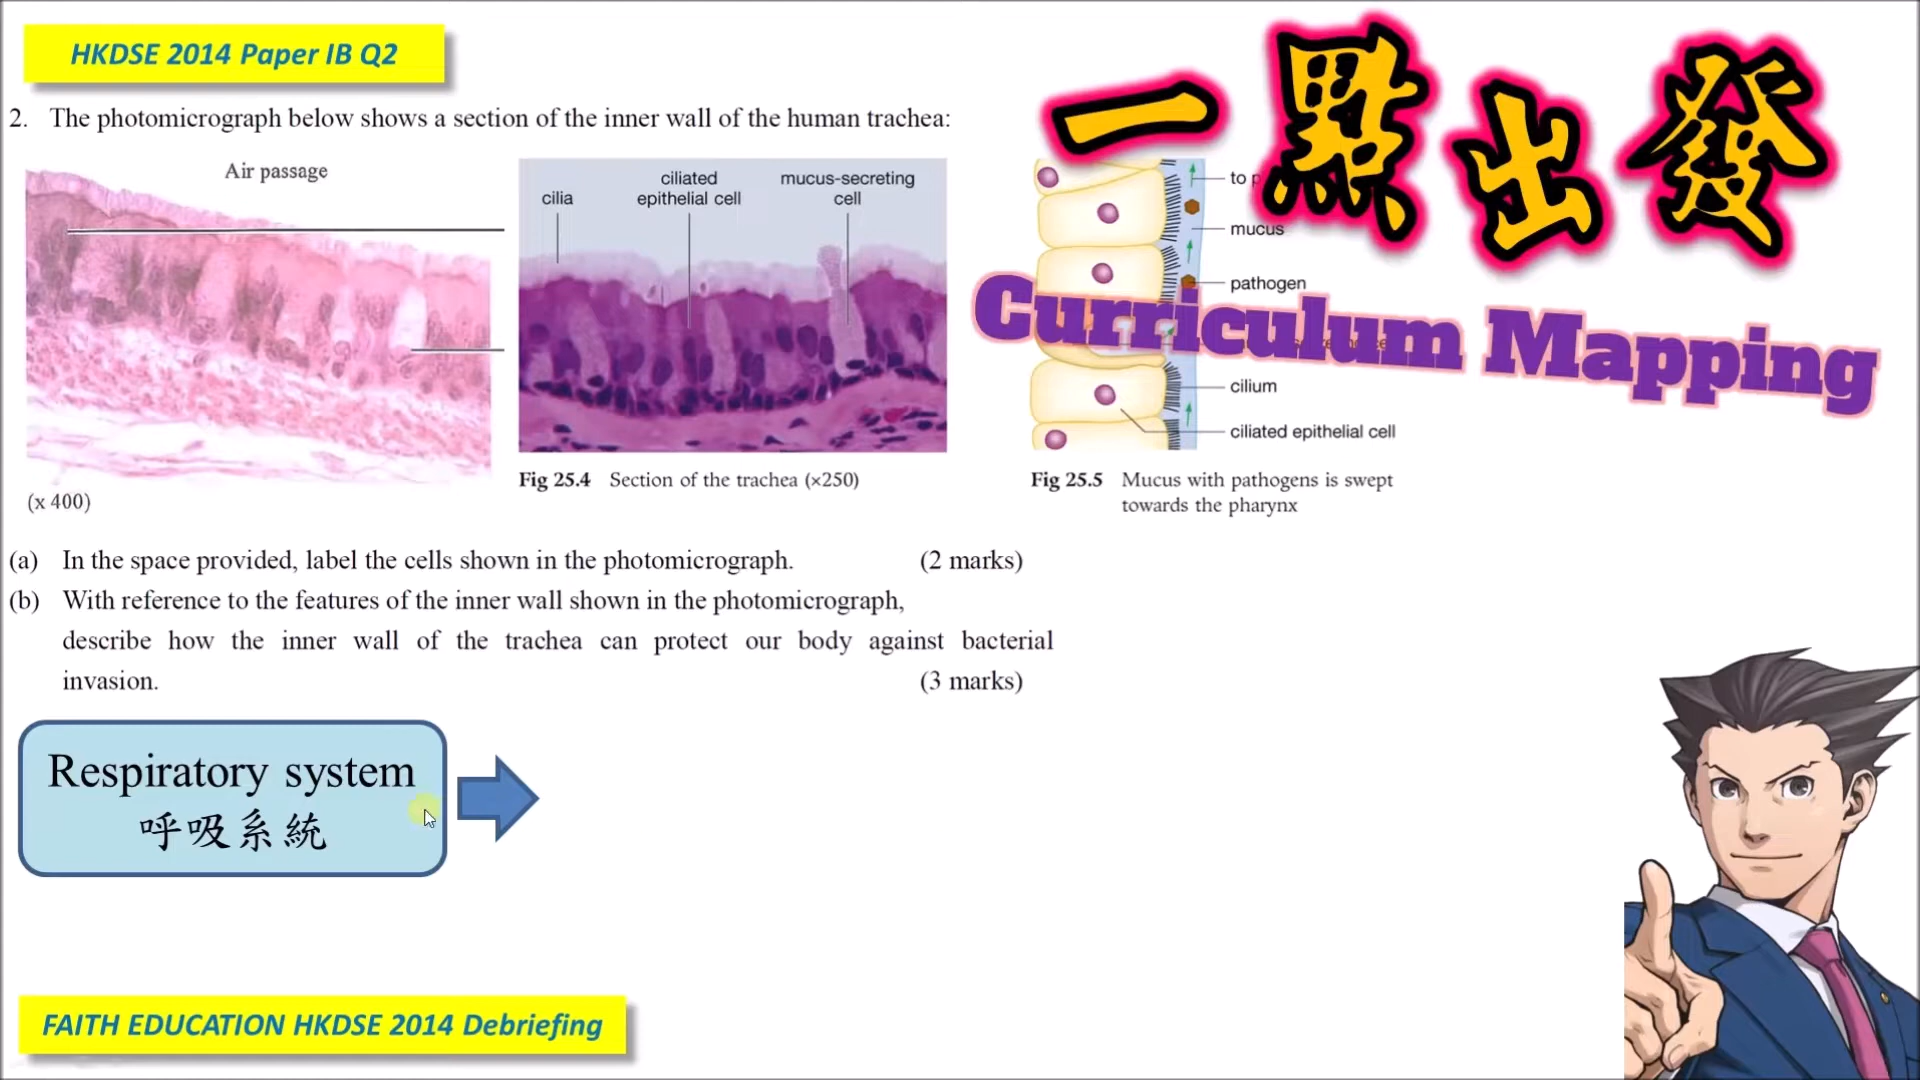 HKDSE 2014 Paper IB Q2
一點出發
Curriculum Mapping
2. The photomicrograph below shows a section of the inner wall of the human trachea:
Air passage
(x 400)
cilia
ciliated
epithelial cell
mucus-secreting
cell
Fig 25.4 Section of the trachea (×250)
to
mucus
pathogen
cilium
ciliated epithelial cell
Fig 25.5 Mucus with pathogens is swept
towards the pharynx
(a) In the space provided, label the cells shown in the photomicrograph. (2 marks)
(b) With reference to the features of the inner wall shown in the photomicrograph,
describe how the inner wall of the trachea can protect our body against bacterial
invasion. (3 marks)
Respiratory system
呼吸系統
FAITH EDUCATION HKDSE 2014 Debriefing